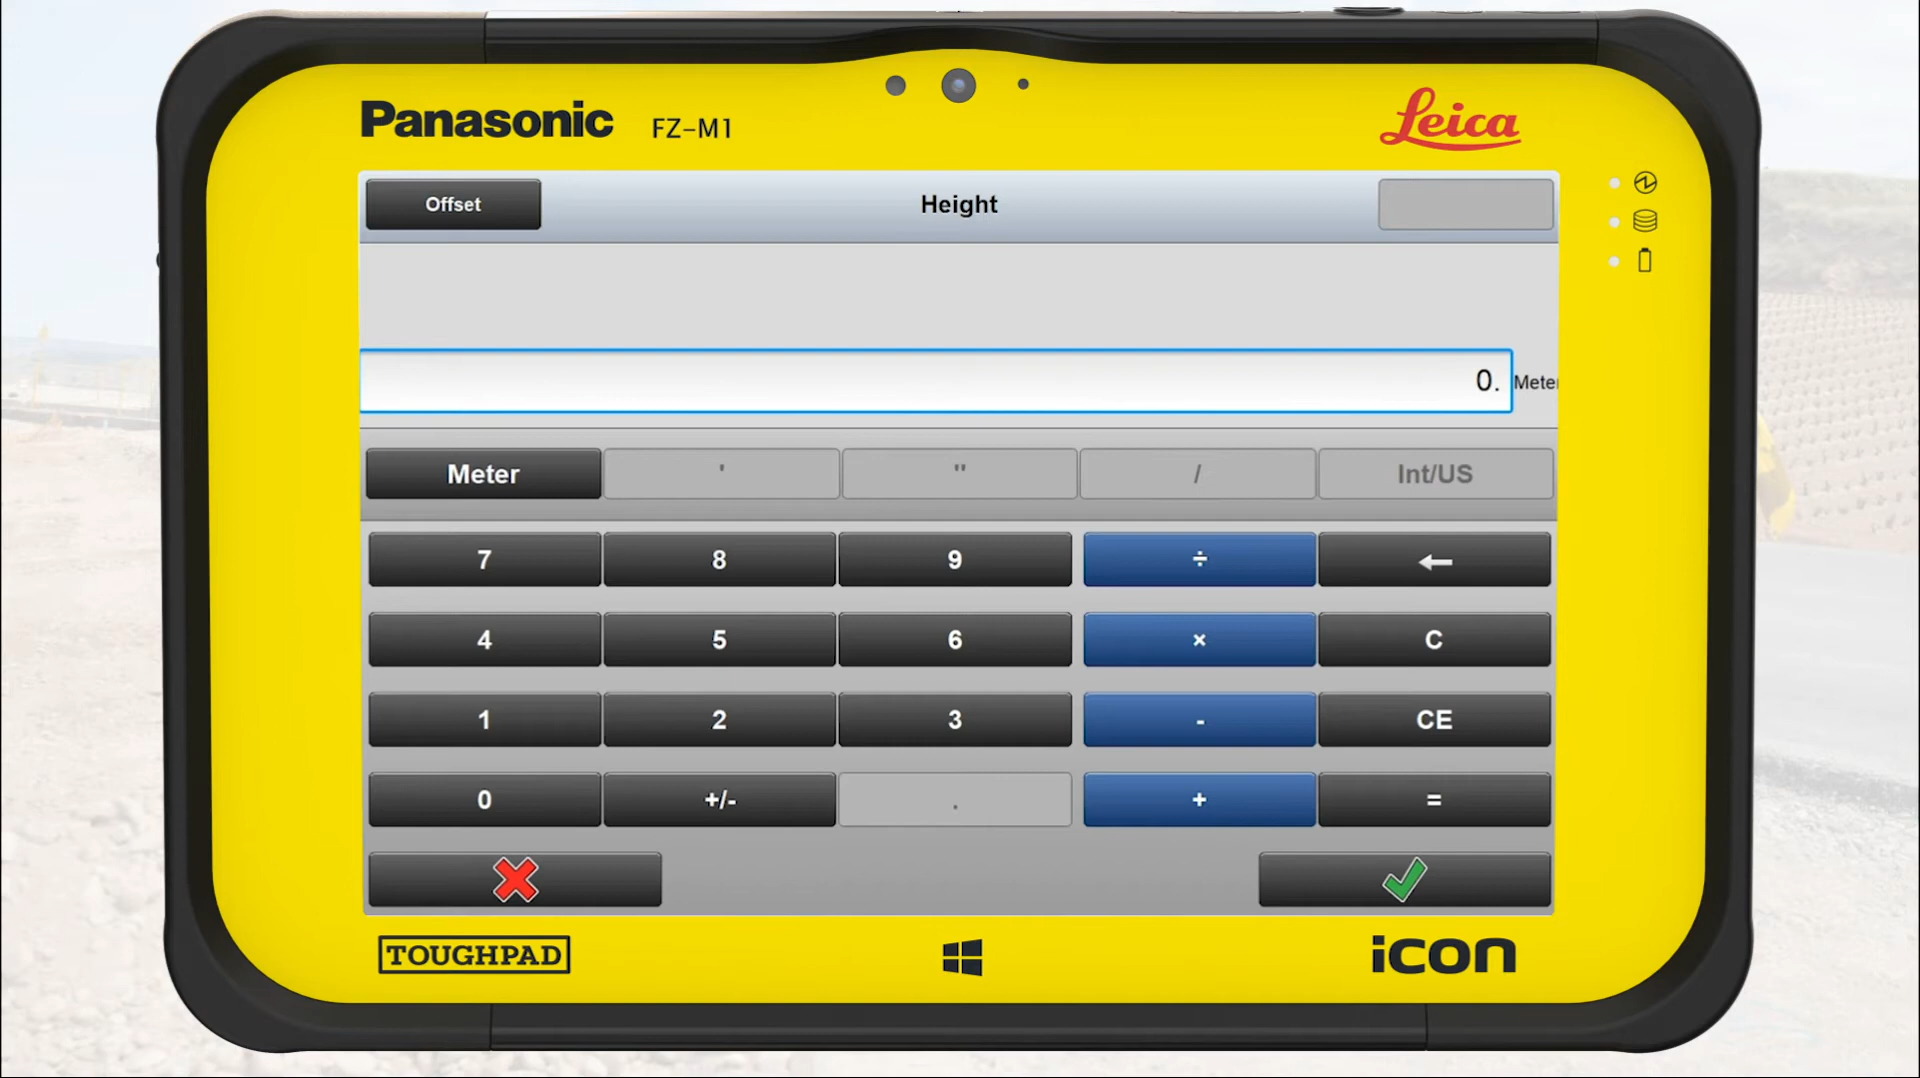 Panasonic FZ-M1 Leica
Offset Height
0. Meter
Meter ' '' / Int/US
7 8 9 ÷ ←
4 5 6 × C
1 2 3 - CE
0 +/- . + =
TOUGHPAD icon